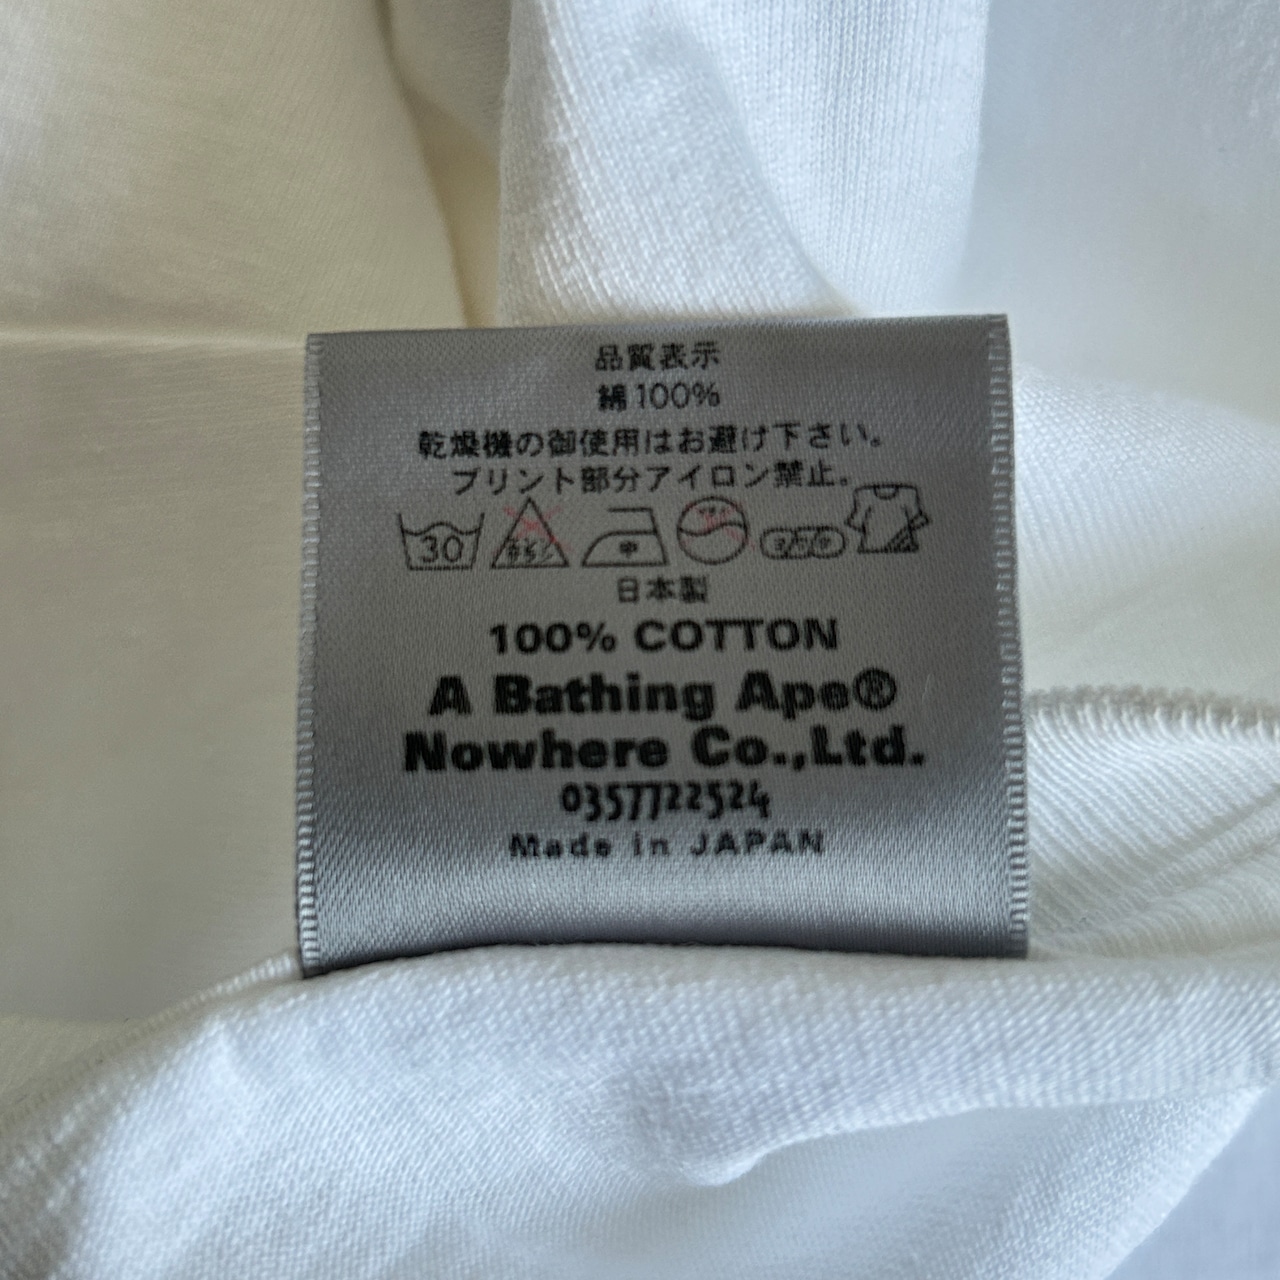 品質表示
綿100%
乾燥機の御使用はお避け下さい。
プリント部分アイロン禁止。
30 中
日本製
100% COTTON
A Bathing Ape®
Nowhere Co.,Ltd.
0357722524
Made in JAPAN